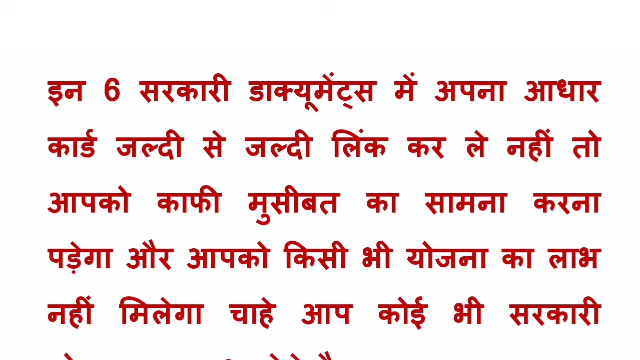 इन 6 सरकारी डाक्यूमेंट्स में अपना आधार
कार्ड जल्दी से जल्दी लिंक कर ले नहीं तो
आपको काफी मुसीबत का सामना करना
पड़ेगा और आपको किसी भी योजना का लाभ
नहीं मिलेगा चाहे आप कोई भी सरकारी